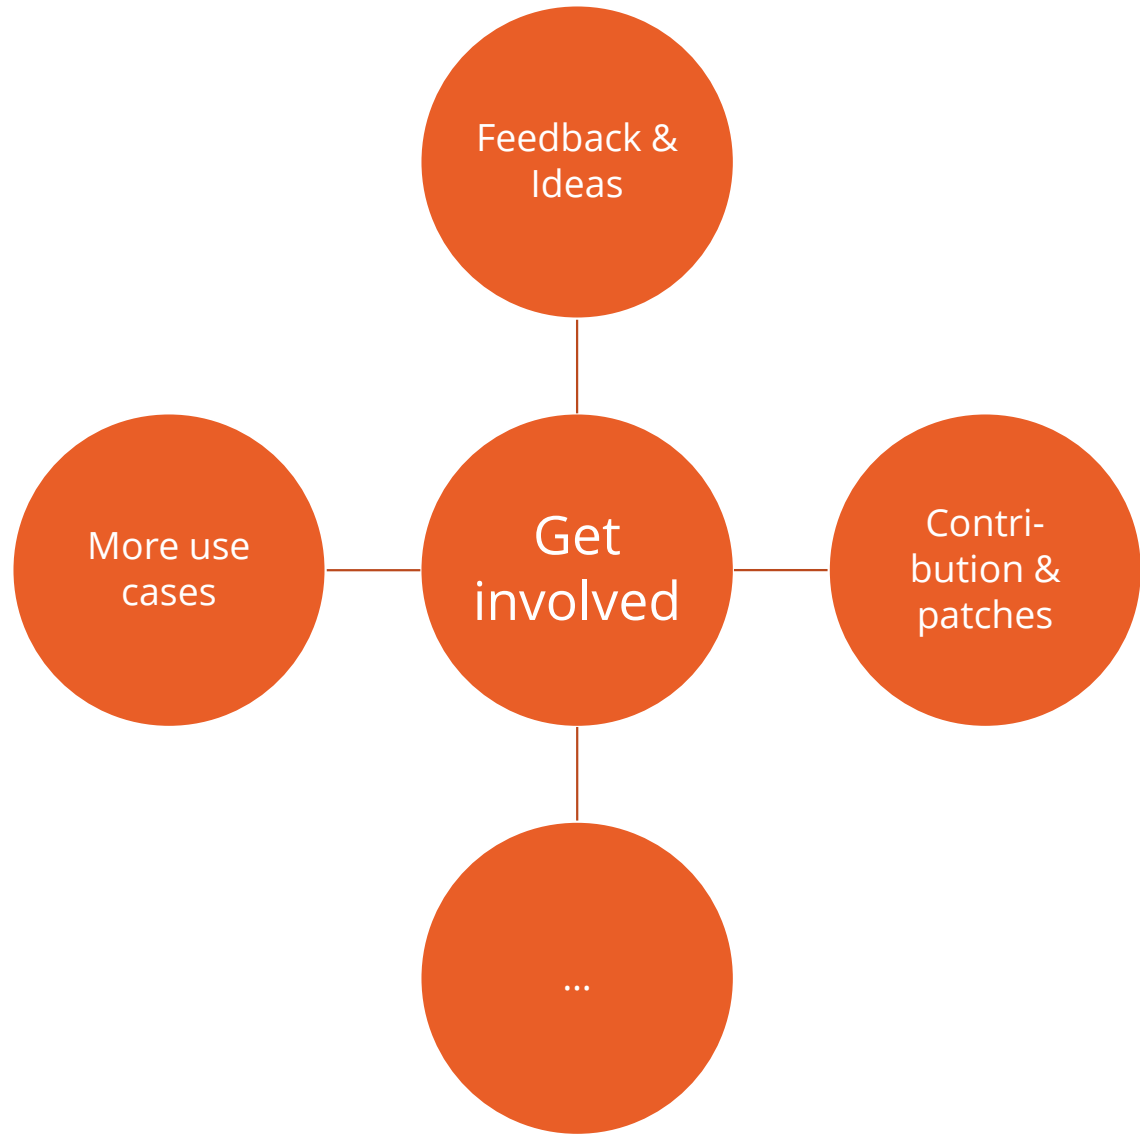 Feedback &
Ideas
More use
cases
Get
involved
Contri-
bution &
patches
...